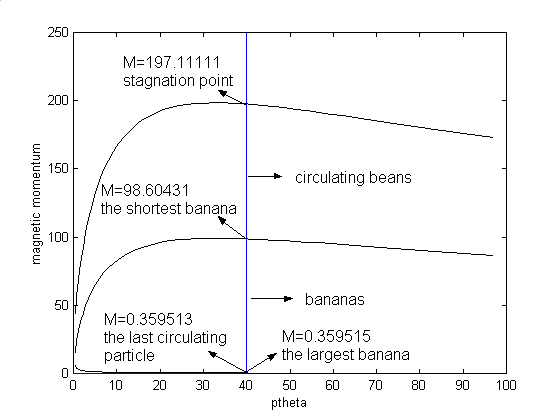 250
200
150
100
50
0
magnetic momentum
M=197.11111
stagnation point
circulating beans
M=98.60431
the shortest banana
bananas
M=0.359513
the last circulating
particle
M=0.359515
the largest banana
0 10 20 30 40 50 60 70 80 90 100
ptheta